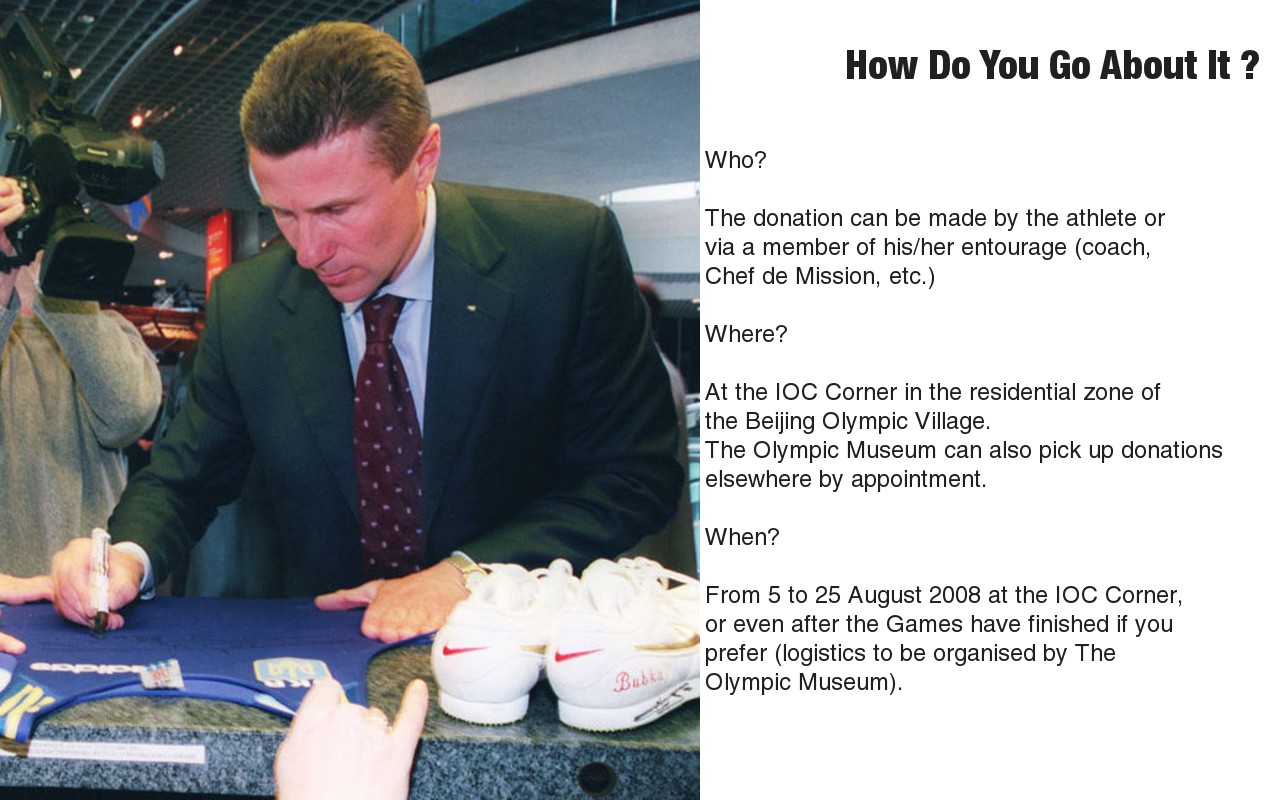 How Do You Go About It ?
Who?
The donation can be made by the athlete or
via a member of his/her entourage (coach,
Chef de Mission, etc.)
Where?
At the IOC Corner in the residential zone of
the Beijing Olympic Village.
The Olympic Museum can also pick up donations
elsewhere by appointment.
When?
From 5 to 25 August 2008 at the IOC Corner,
or even after the Games have finished if you
prefer (logistics to be organised by The
Olympic Museum).
Panasonic
adidas
Bubka